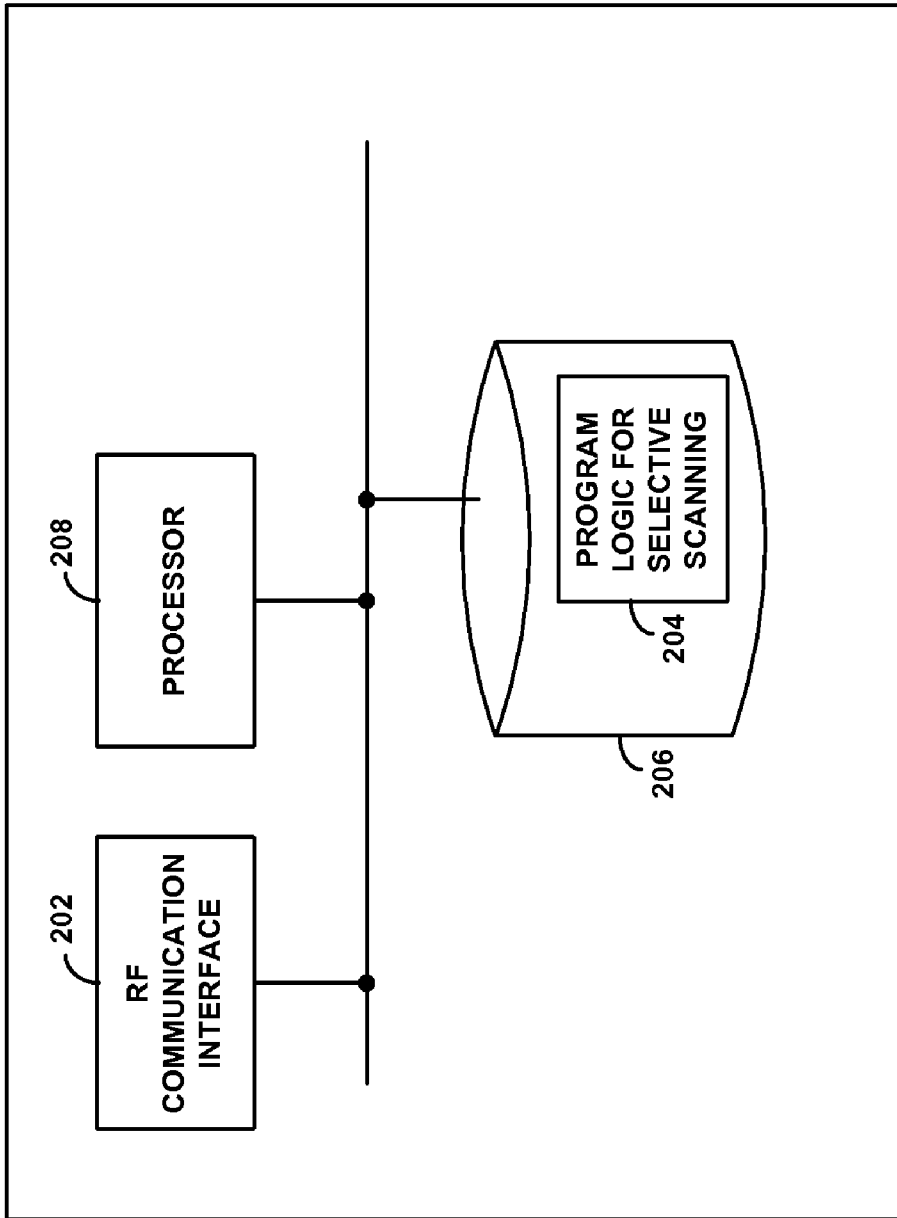 202
RF
COMMUNICATION
INTERFACE
208
PROCESSOR
206
204
PROGRAM
LOGIC FOR
SELECTIVE
SCANNING